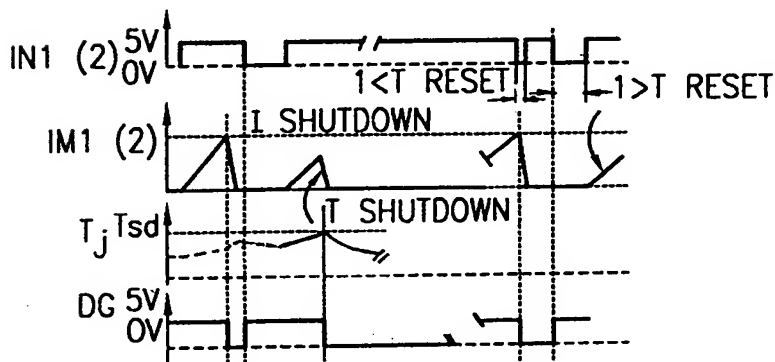 IN1 (2) 5V
0V
1<T RESET
1>T RESET
IM1 (2)
I SHUTDOWN
T SHUTDOWN
Tj Tsd
DG 5V
0V